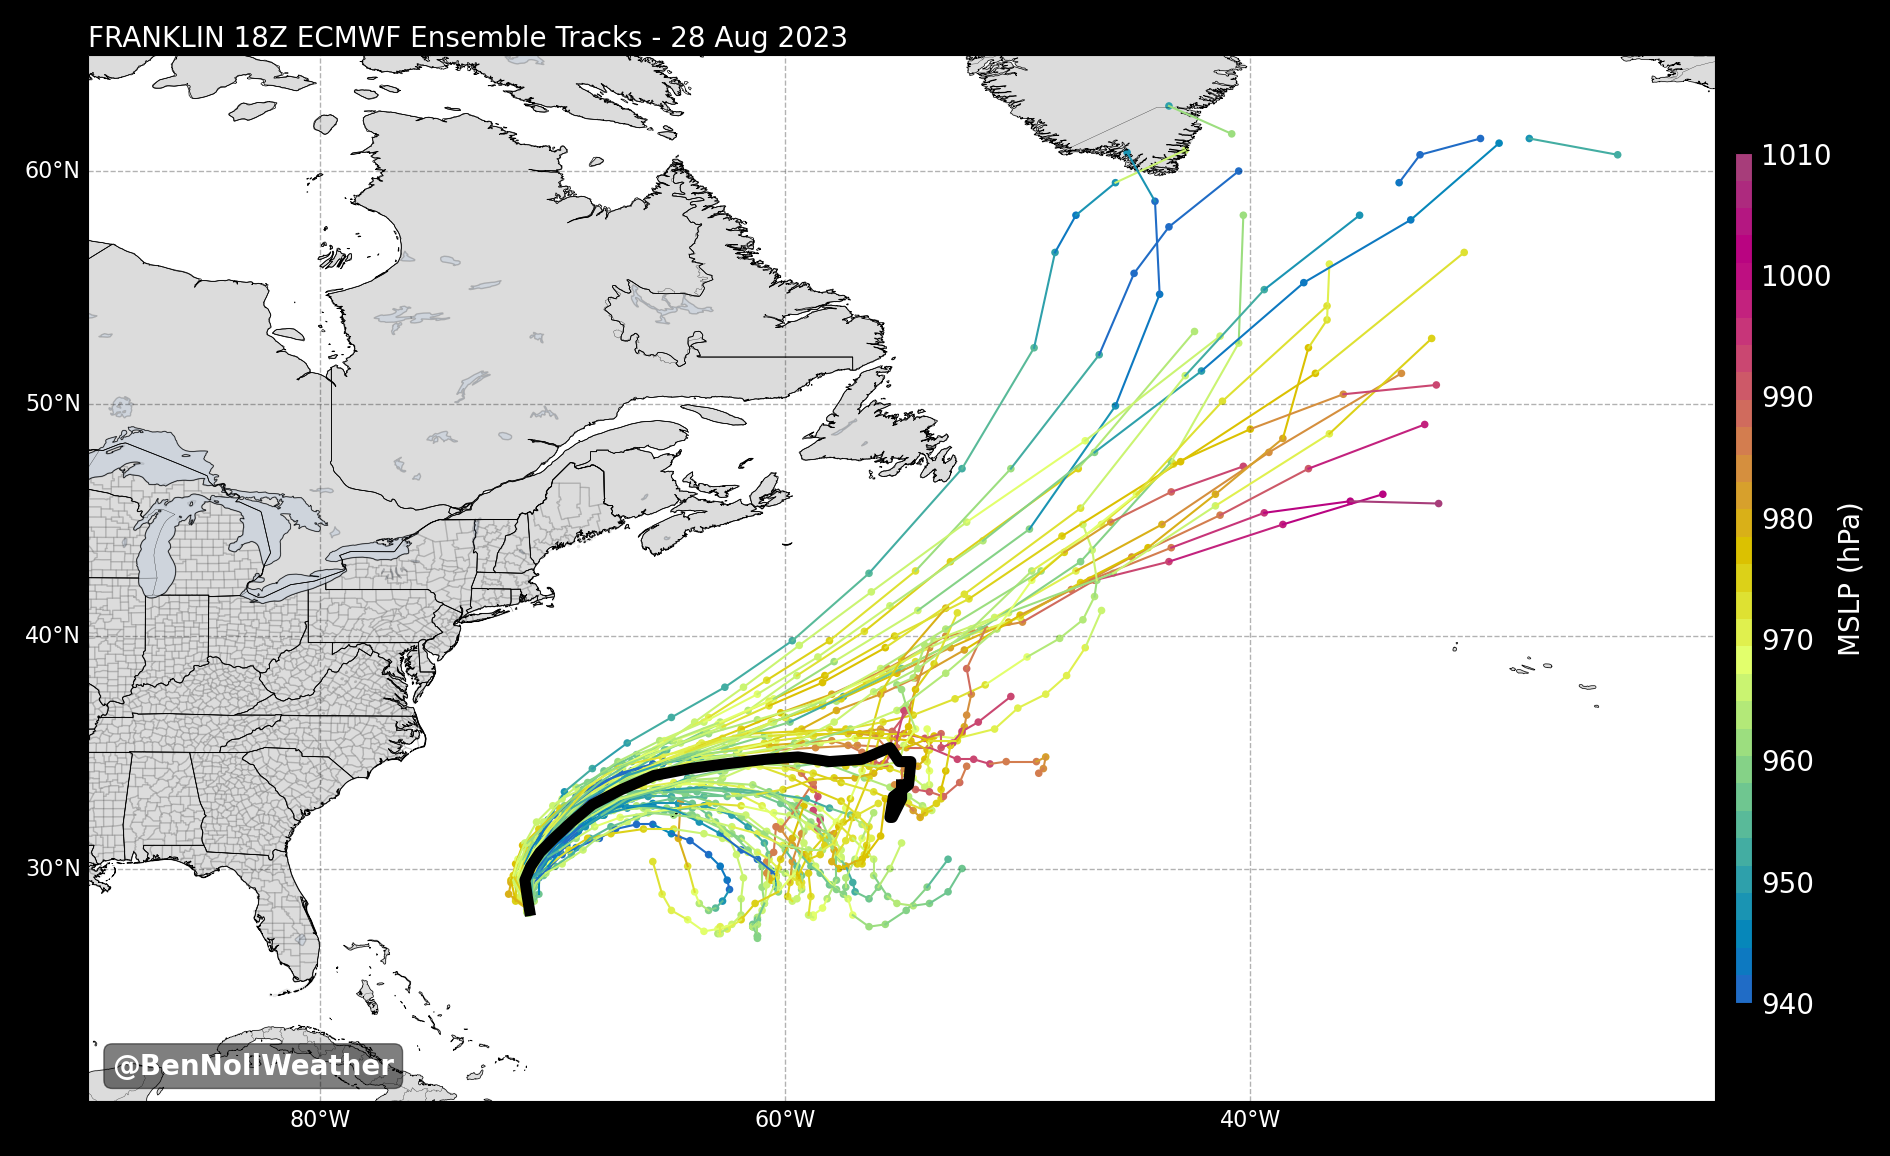 FRANKLIN 18Z ECMWF Ensemble Tracks - 28 Aug 2023
60°N
50°N
40°N
30°N
80°W
60°W
40°W
1010
1000
990
980
970
960
950
940
MSLP (hPa)
@BenNollWeather